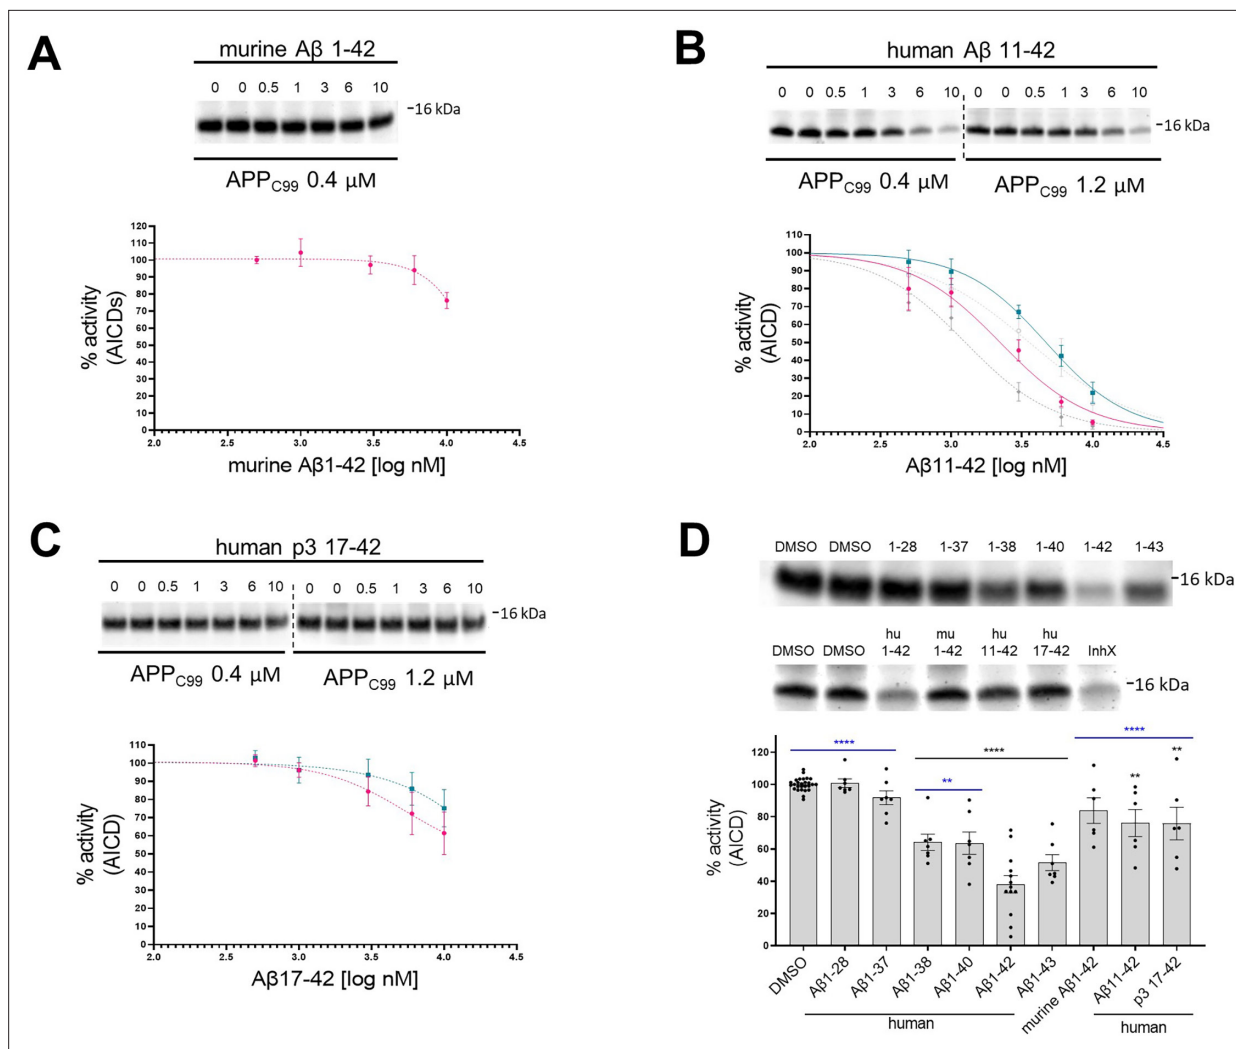 A
murine Aβ 1-42
0 0 0.5 1 3 6 10
-16 kDa
APPC99 0.4 μM
120
110
100
90
80
70
60
50
40
30
20
10
0
% activity
(AICDs)
2.0 2.5 3.0 3.5 4.0 4.5
murine Aβ1-42 [log nM]
B
human Aβ 11-42
0 0 0.5 1 3 6 10 0 0 0.5 1 3 6 10
-16 kDa
APPC99 0.4 μM APPC99 1.2 μM
110
100
90
80
70
60
50
40
30
20
10
0
% activity
(AICD)
2.0 2.5 3.0 3.5 4.0 4.5
Aβ11-42 [log nM]
C
human p3 17-42
0 0 0.5 1 3 6 10 0 0 0.5 1 3 6 10
-16 kDa
APPC99 0.4 μM APPC99 1.2 μM
110
100
90
80
70
60
50
40
30
20
10
0
% activity
(AICD)
2.0 2.5 3.0 3.5 4.0 4.5
Aβ17-42 [log nM]
D
DMSO DMSO 1-28 1-37 1-38 1-40 1-42 1-43
-16 kDa
hu mu hu hu
DMSO DMSO 1-42 1-42 11-42 17-42 InhX
-16 kDa
**** **** ** **** ** **
120
100
80
60
40
20
0
% activity
(AICD)
DMSO Aβ1-28 Aβ1-37 Aβ1-38 Aβ1-40 Aβ1-42 Aβ1-43 murine Aβ1-42 Aβ11-42 p3 17-42
human human